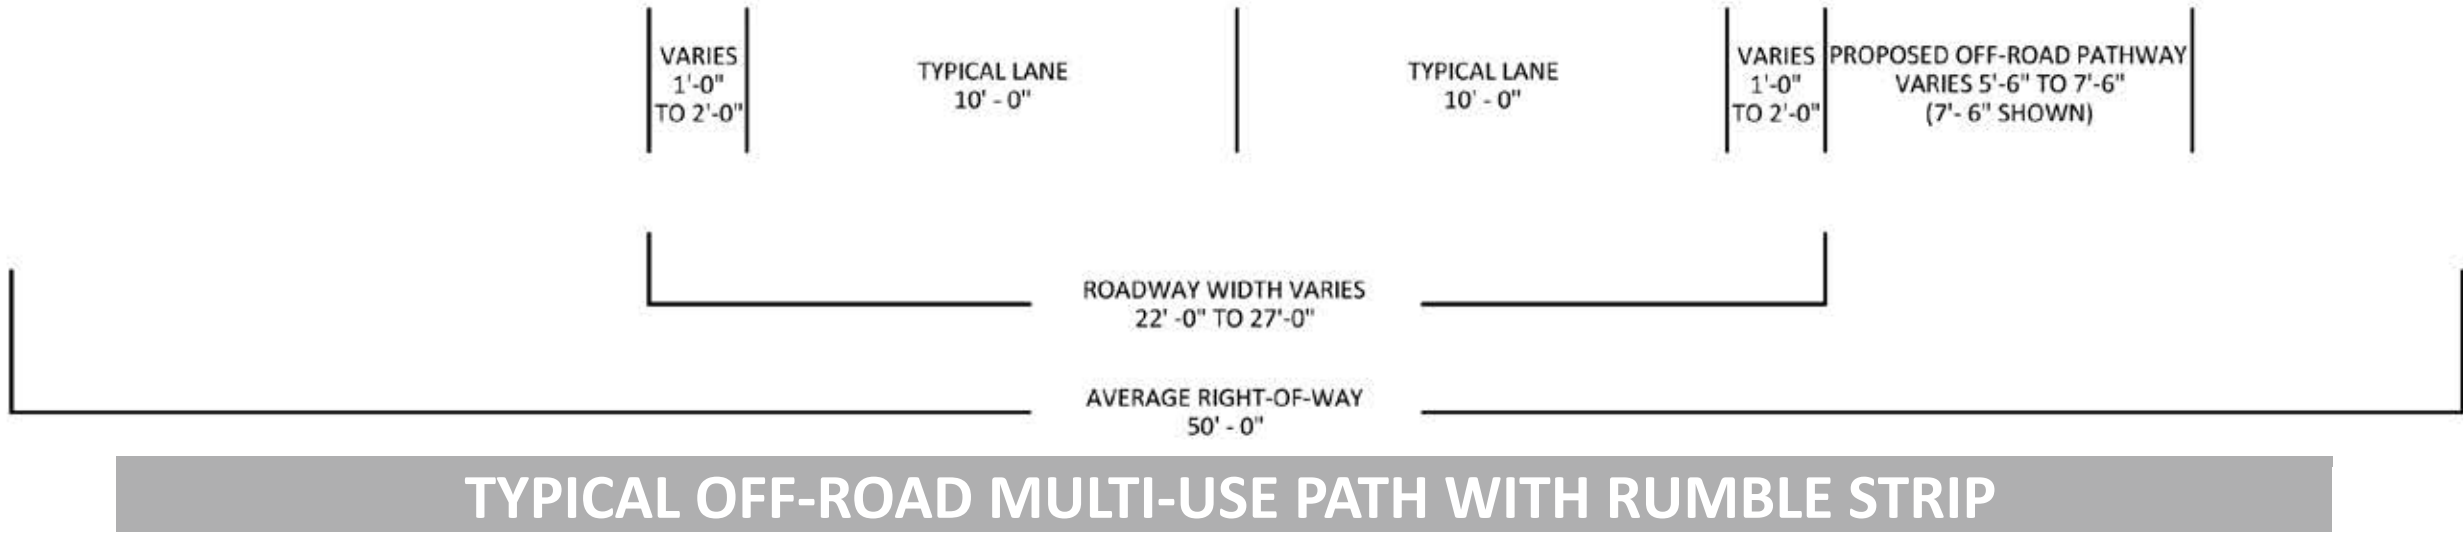 VARIES
1'-0"
TO 2'-0"
TYPICAL LANE
10' - 0"
TYPICAL LANE
10' - 0"
VARIES
1'-0"
TO 2'-0"
PROPOSED OFF-ROAD PATHWAY
VARIES 5'-6" TO 7'-6"
(7'- 6" SHOWN)
ROADWAY WIDTH VARIES
22' -0" TO 27'-0"
AVERAGE RIGHT-OF-WAY
50' - 0"
TYPICAL OFF-ROAD MULTI-USE PATH WITH RUMBLE STRIP